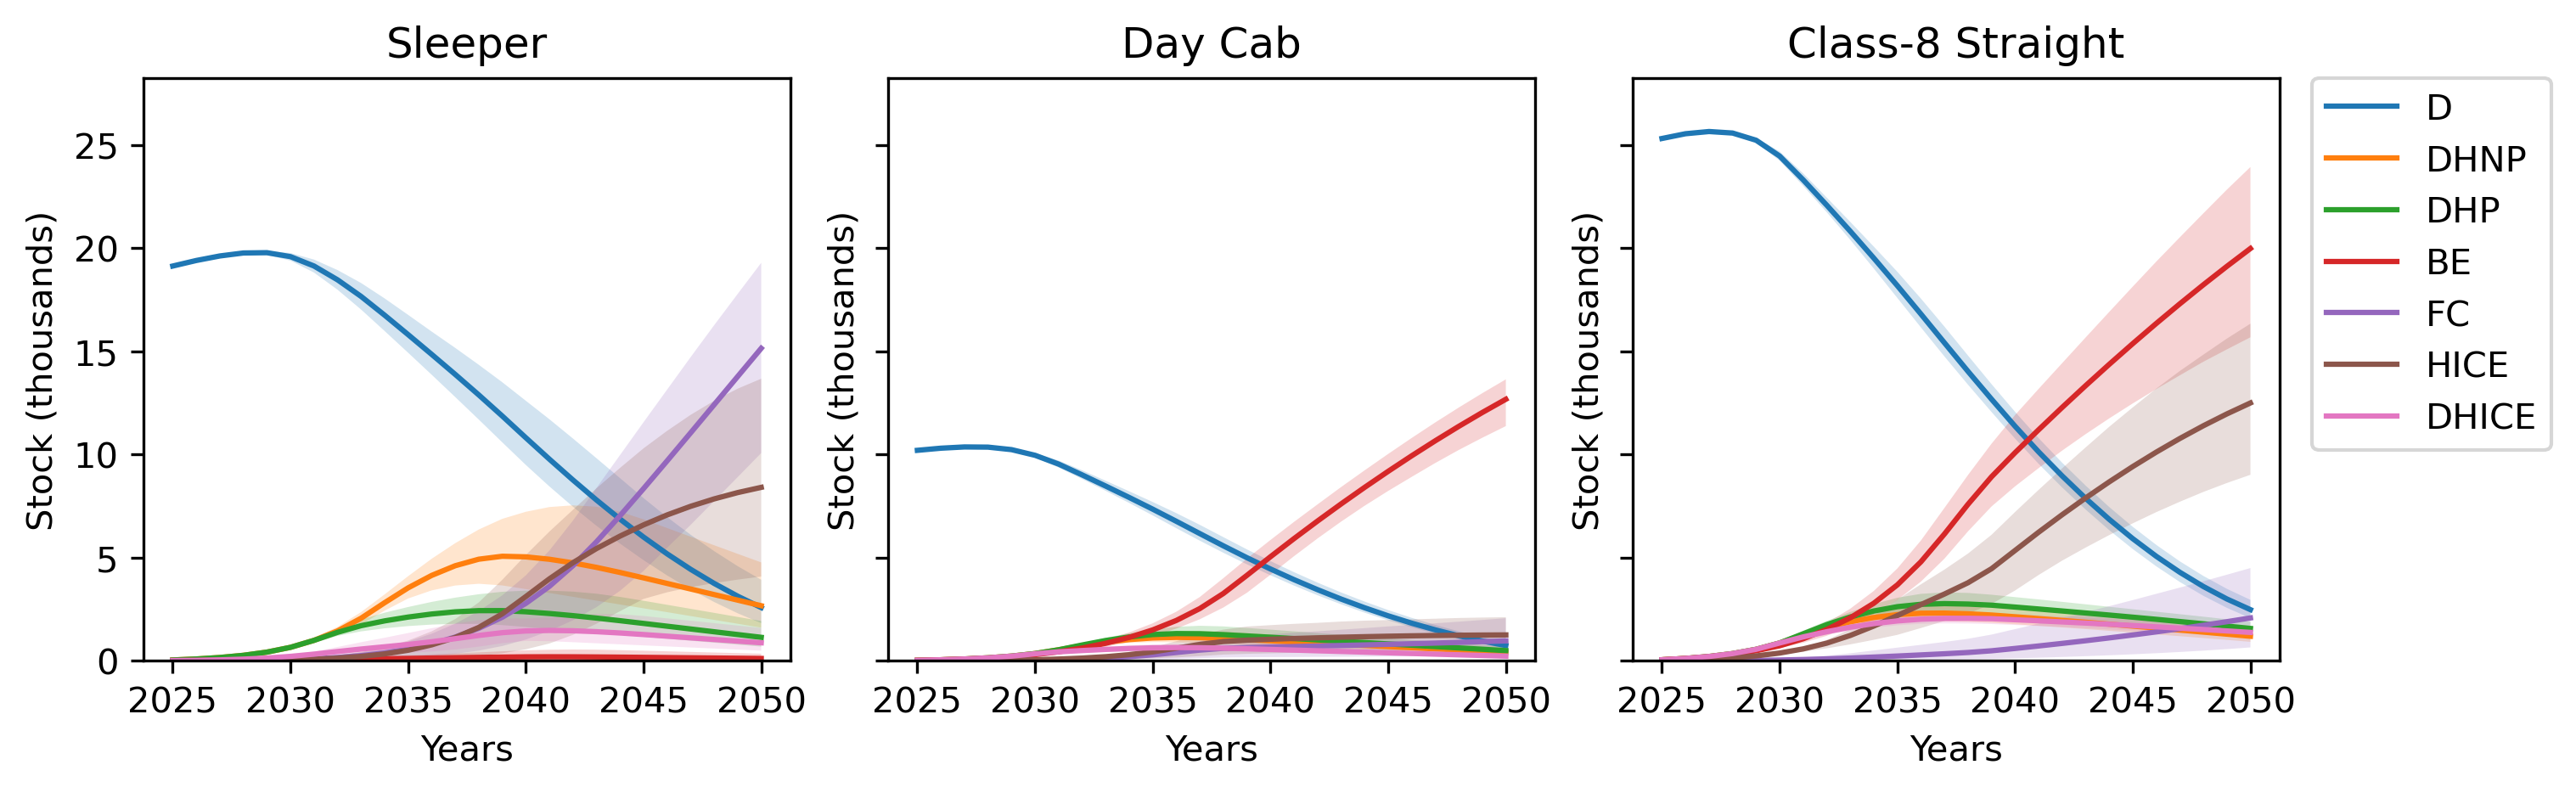 Sleeper
Day Cab
Class-8 Straight
Stock (thousands)
25
20
15
10
5
0
2025 2030 2035 2040 2045 2050
Years
Stock (thousands)
2025 2030 2035 2040 2045 2050
Years
Stock (thousands)
2025 2030 2035 2040 2045 2050
Years
D
DHNP
DHP
BE
FC
HICE
DHICE